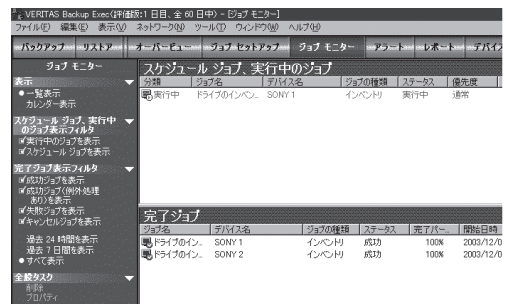 VERITAS Backup Exec(評価版:1 日目、全 60 日中) - [ジョブ モニター]
ファイル(F) 編集(E) 表示(V) ネットワーク(N) ツール(T) ウィンドウ(W) ヘルプ(H)
バックアップ リストア オーバービュー ジョブ セットアップ ジョブ モニター アラート レポート デバイス
ジョブ モニター
表示
一覧表示
カレンダー表示
スケジュール ジョブ、実行中
のジョブ表示フィルタ
実行中のジョブを表示
スケジュール ジョブを表示
完了ジョブ表示フィルタ
成功ジョブを表示
成功ジョブ(例外処理
あり)を表示
失敗ジョブを表示
キャンセルジョブを表示
過去 24 時間を表示
過去 7 日間を表示
すべて表示
全般タスク
削除
プロパティ
スケジュール ジョブ、実行中のジョブ
分類 ジョブ名 デバイス名 ジョブの種類 ステータス 優先度
実行中 ドライブのインベン... SONY 1 インベントリ 実行中 通常
完了ジョブ
ジョブ名 デバイス名 ジョブの種類 ステータス 完了パー... 開始日時
ドライブのイン... SONY 1 インベントリ 成功 100% 2003/12/0
ドライブのイン... SONY 2 インベントリ 成功 100% 2003/12/0